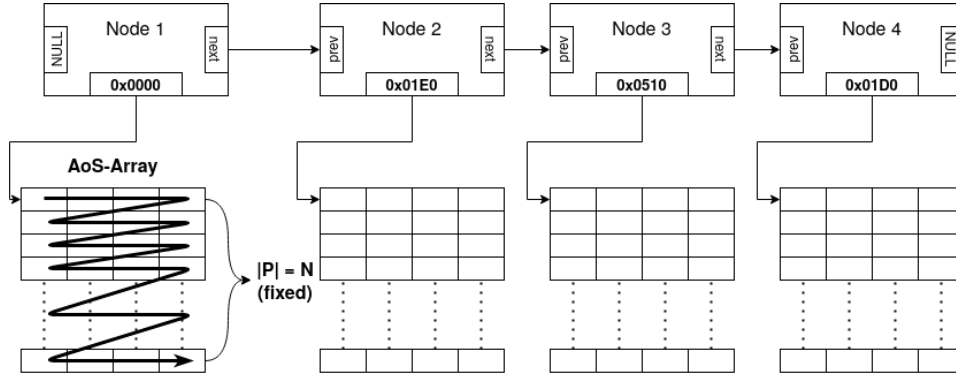 Node 1
NULL
next
0x0000
Node 2
prev
next
0x01E0
Node 3
prev
next
0x0510
Node 4
prev
NULL
0x01D0
AoS-Array
|P| = N
(fixed)